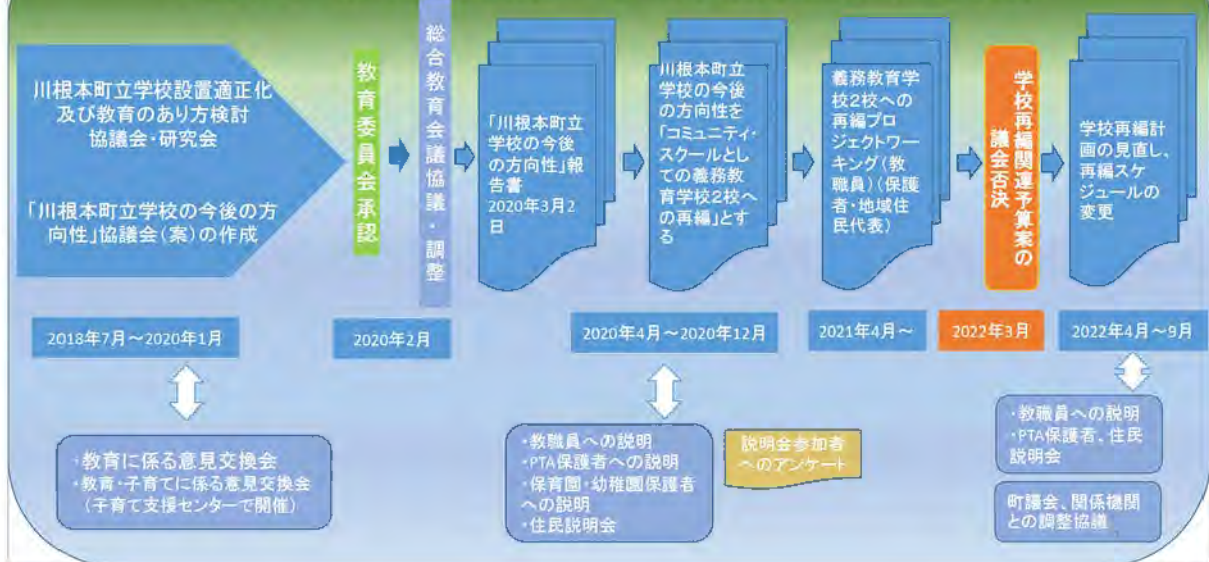 川根本町立学校設置適正化
及び教育のあり方検討
協議会・研究会
「川根本町立学校の今後の方
向性」協議会(案)の作成
教育委員会承認
総合教育会議協議・調整
「川根本町立
学校の今後
の方向性」報
告書
2020年3月2
日
川根本町立学
校の今後の
方向性を
「コミュニティ・
スクールとし
ての義務教
育学校2校へ
の再編」とす
る
義務教育学
校2校への
再編プロ
ジェクトワー
キング(教
職員)(保護
者・地域住
民代表)
学校再編関連予算案の
議会否決
学校再編計
画の見直し、
再編スケ
ジュールの
変更
2018年7月~2020年1月
2020年2月
2020年4月~2020年12月
2021年4月~
2022年3月
2022年4月~9月
・教育に係る意見交換会
・教育・子育てに係る意見交換会
(子育て支援センターで開催)
・教職員への説明
・PTA保護者への説明
・保育園・幼稚園保護者
への説明
・住民説明会
説明会参加者
へのアンケート
・教職員への説明
・PTA保護者、住民
説明会
町議会、関係機関
との調整協議